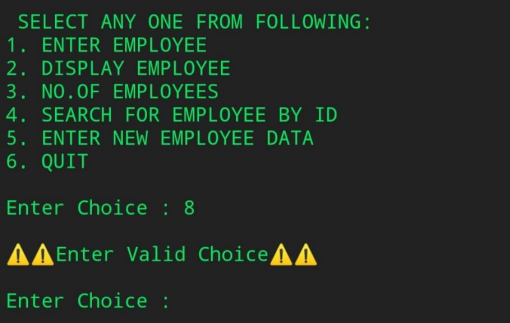 SELECT ANY ONE FROM FOLLOWING:
1. ENTER EMPLOYEE
2. DISPLAY EMPLOYEE
3. NO.OF EMPLOYEES
4. SEARCH FOR EMPLOYEE BY ID
5. ENTER NEW EMPLOYEE DATA
6. QUIT
Enter Choice : 8
⚠️⚠️Enter Valid Choice⚠️⚠️
Enter Choice :